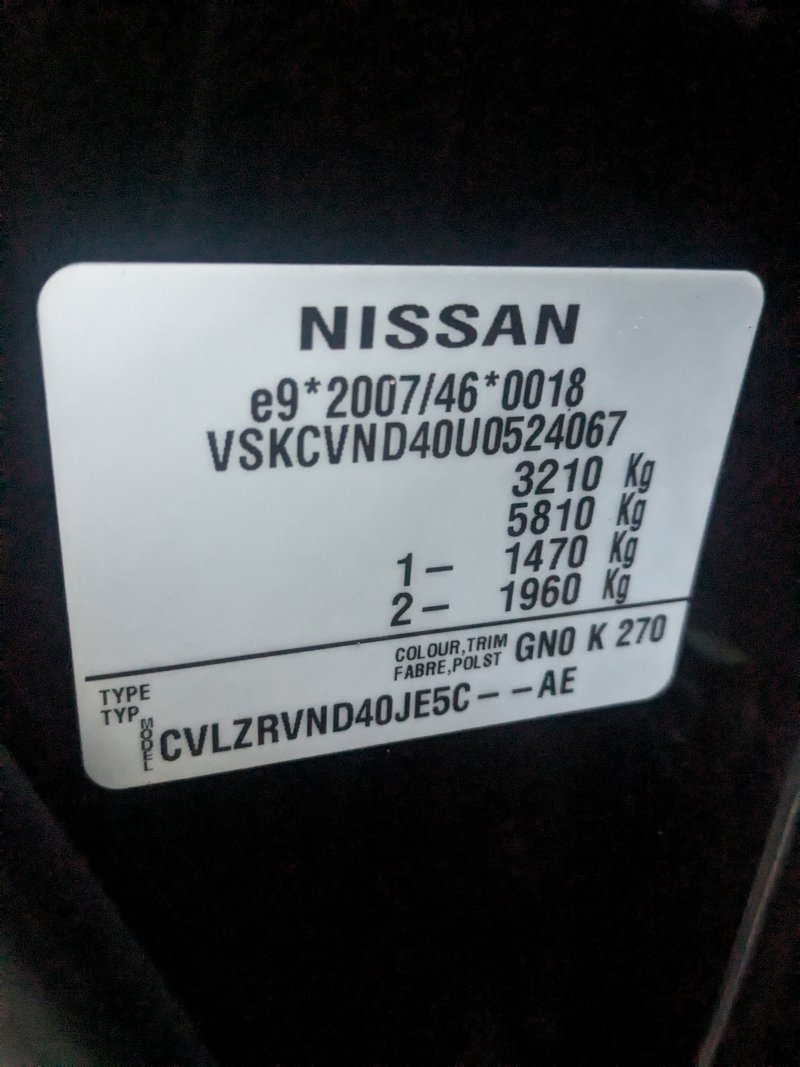 NISSAN
e9*2007/46*0018
VSKCVND40U0524067
3210 Kg
5810 Kg
1- 1470 Kg
2- 1960 Kg
COLOUR,TRIM GN0 K 270
FABRE,POLST
TYPE
TYP
MODEL CVLZRVND40JE5C--AE